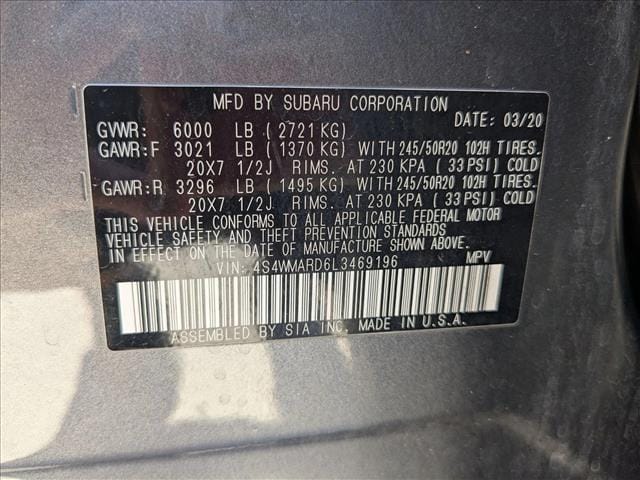 MFD BY SUBARU CORPORATION
DATE: 03/20
GVWR: 6000 LB ( 2721 KG)
GAWR:F 3021 LB ( 1370 KG) WITH 245/50R20 102H TIRES.
20X7 1/2J RIMS. AT 230 KPA ( 33 PSI) COLD
GAWR:R 3296 LB ( 1495 KG) WITH 245/50R20 102H TIRES.
20X7 1/2J RIMS. AT 230 KPA ( 33 PSI) COLD
THIS VEHICLE CONFORMS TO ALL APPLICABLE FEDERAL MOTOR
VEHICLE SAFETY AND THEFT PREVENTION STANDARDS
IN EFFECT ON THE DATE OF MANUFACTURE SHOWN ABOVE.
VIN: 4S4WMARD6L3469196 MPV
ASSEMBLED BY SIA INC. MADE IN U.S.A.